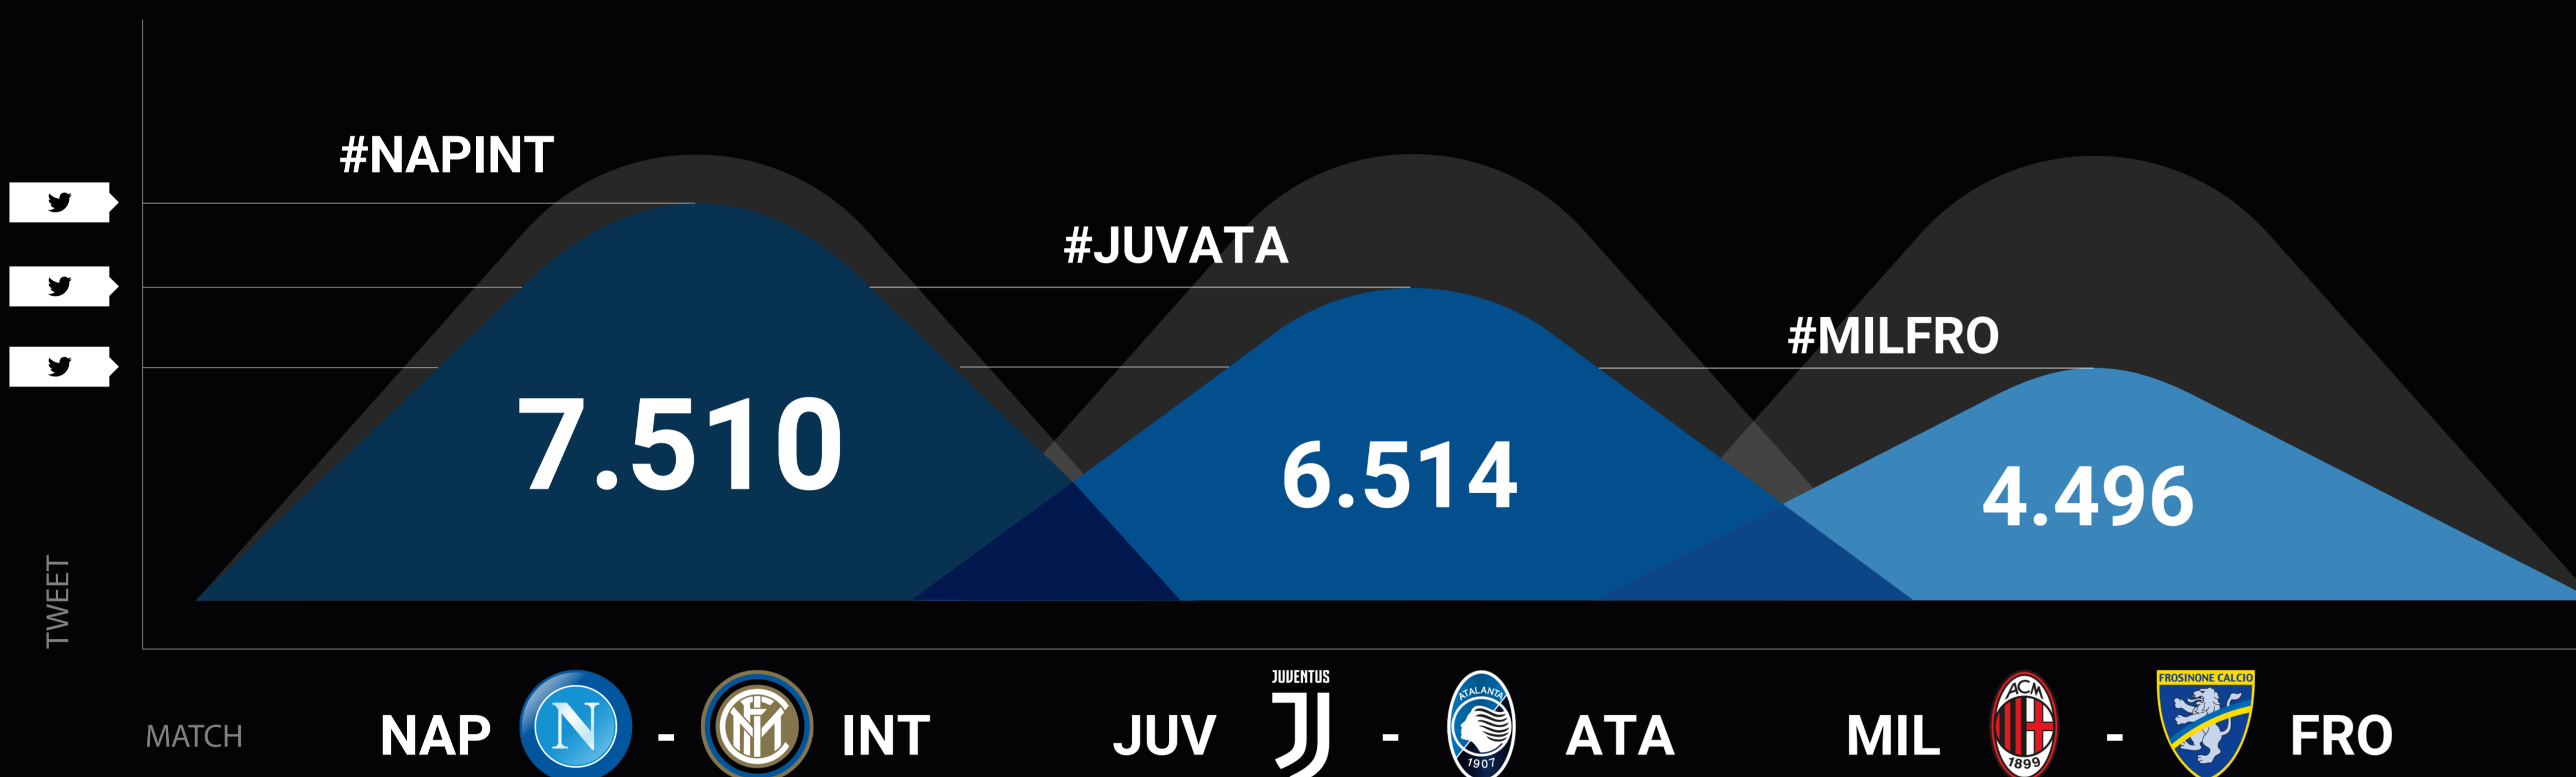 #NAPINT
#JUVATA
#MILFRO
7.510
6.514
4.496
TWEET
MATCH
NAP N - INT
JUV JUVENTUS - ATALANTA 1907 ATA
MIL ACM 1899 - FROSINONE CALCIO FRO